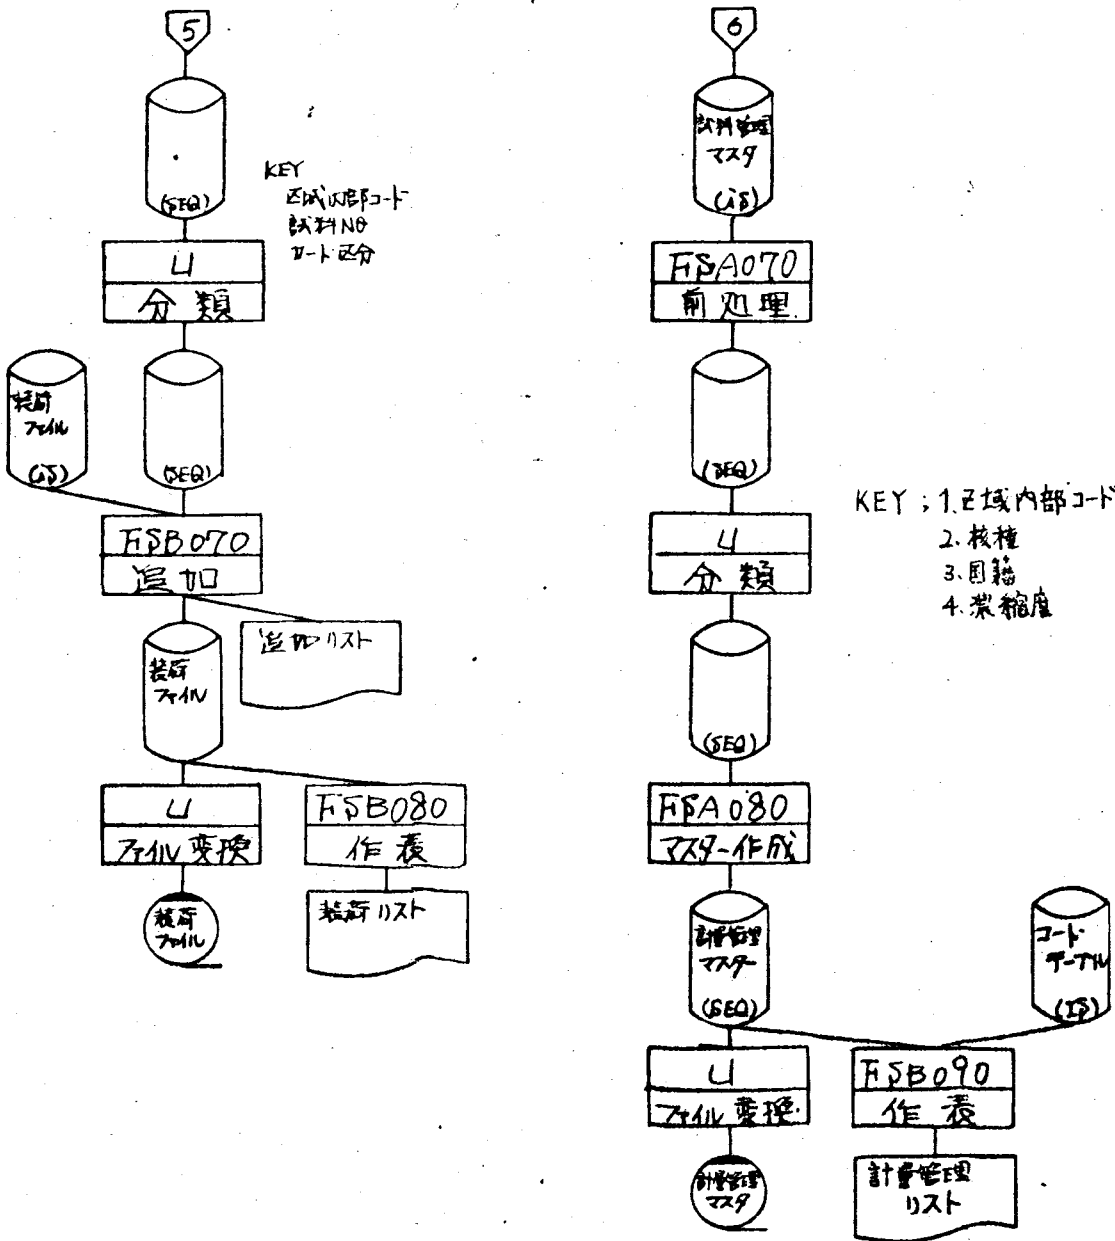 5
(SEQ)
KEY
区域内部コード
試料NO
カード区分
U
分類
装荷
ファイル
(IS)
(SEQ)
FSB070
追加
追加リスト
装荷
ファイル
U
ファイル変換
FSB080
作表
装荷
ファイル
装荷リスト
6
試料管理
マスタ
(IS)
FSA070
前処理
(SEQ)
KEY ; 1.区域内部コード
2.核種
3.国籍
4.濃縮度
U
分類
(SEQ)
FSA080
マスター作成
計量管理
マスター
(SEQ)
コード
テーブル
(IS)
U
ファイル変換
FSB090
作表
計量管理
マスタ
計量管理
リスト